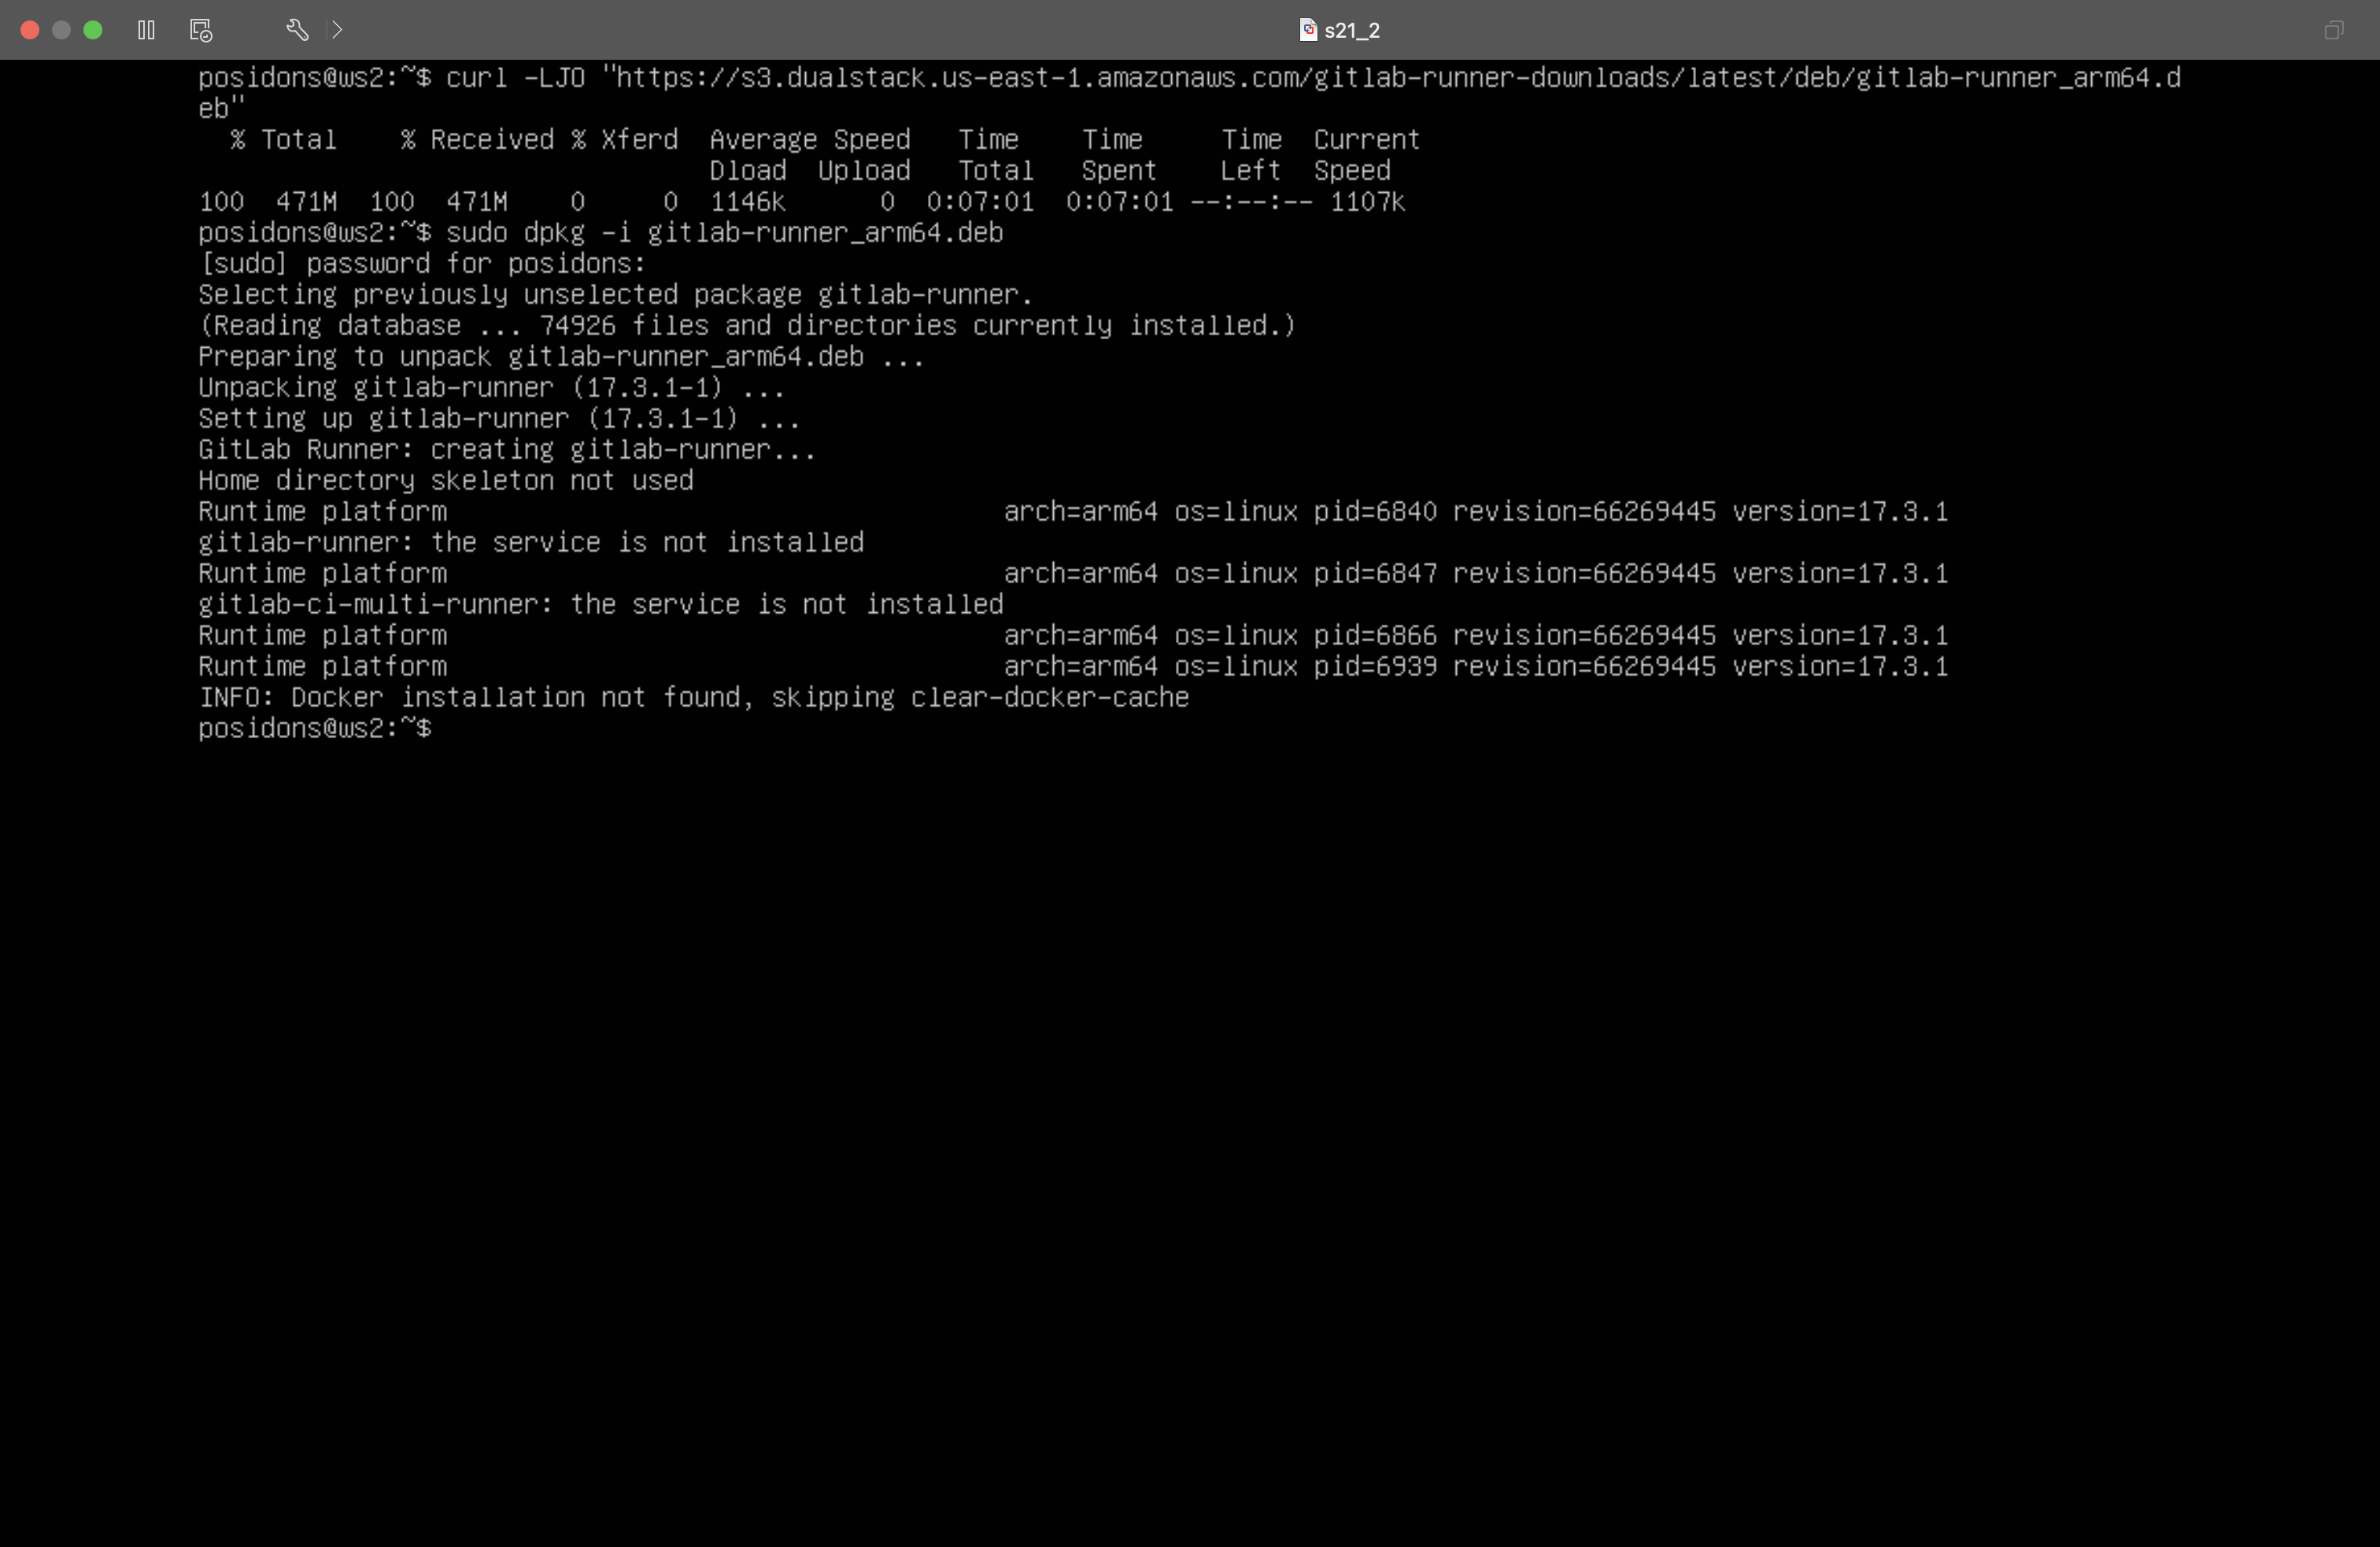 s21_2
posidons@ws2:~$ curl -LJO "https://s3.dualstack.us-east-1.amazonaws.com/gitlab-runner-downloads/latest/deb/gitlab-runner_arm64.d
eb"
  % Total    % Received % Xferd  Average Speed   Time    Time     Time  Current
                                 Dload  Upload   Total   Spent    Left  Speed
100  471M  100  471M    0     0  1146k      0  0:07:01  0:07:01 --:--:-- 1107k
posidons@ws2:~$ sudo dpkg -i gitlab-runner_arm64.deb
[sudo] password for posidons:
Selecting previously unselected package gitlab-runner.
(Reading database ... 74926 files and directories currently installed.)
Preparing to unpack gitlab-runner_arm64.deb ...
Unpacking gitlab-runner (17.3.1-1) ...
Setting up gitlab-runner (17.3.1-1) ...
GitLab Runner: creating gitlab-runner...
Home directory skeleton not used
Runtime platform                                    arch=arm64 os=linux pid=6840 revision=66269445 version=17.3.1
gitlab-runner: the service is not installed
Runtime platform                                    arch=arm64 os=linux pid=6847 revision=66269445 version=17.3.1
gitlab-ci-multi-runner: the service is not installed
Runtime platform                                    arch=arm64 os=linux pid=6866 revision=66269445 version=17.3.1
Runtime platform                                    arch=arm64 os=linux pid=6939 revision=66269445 version=17.3.1
INFO: Docker installation not found, skipping clear-docker-cache
posidons@ws2:~$